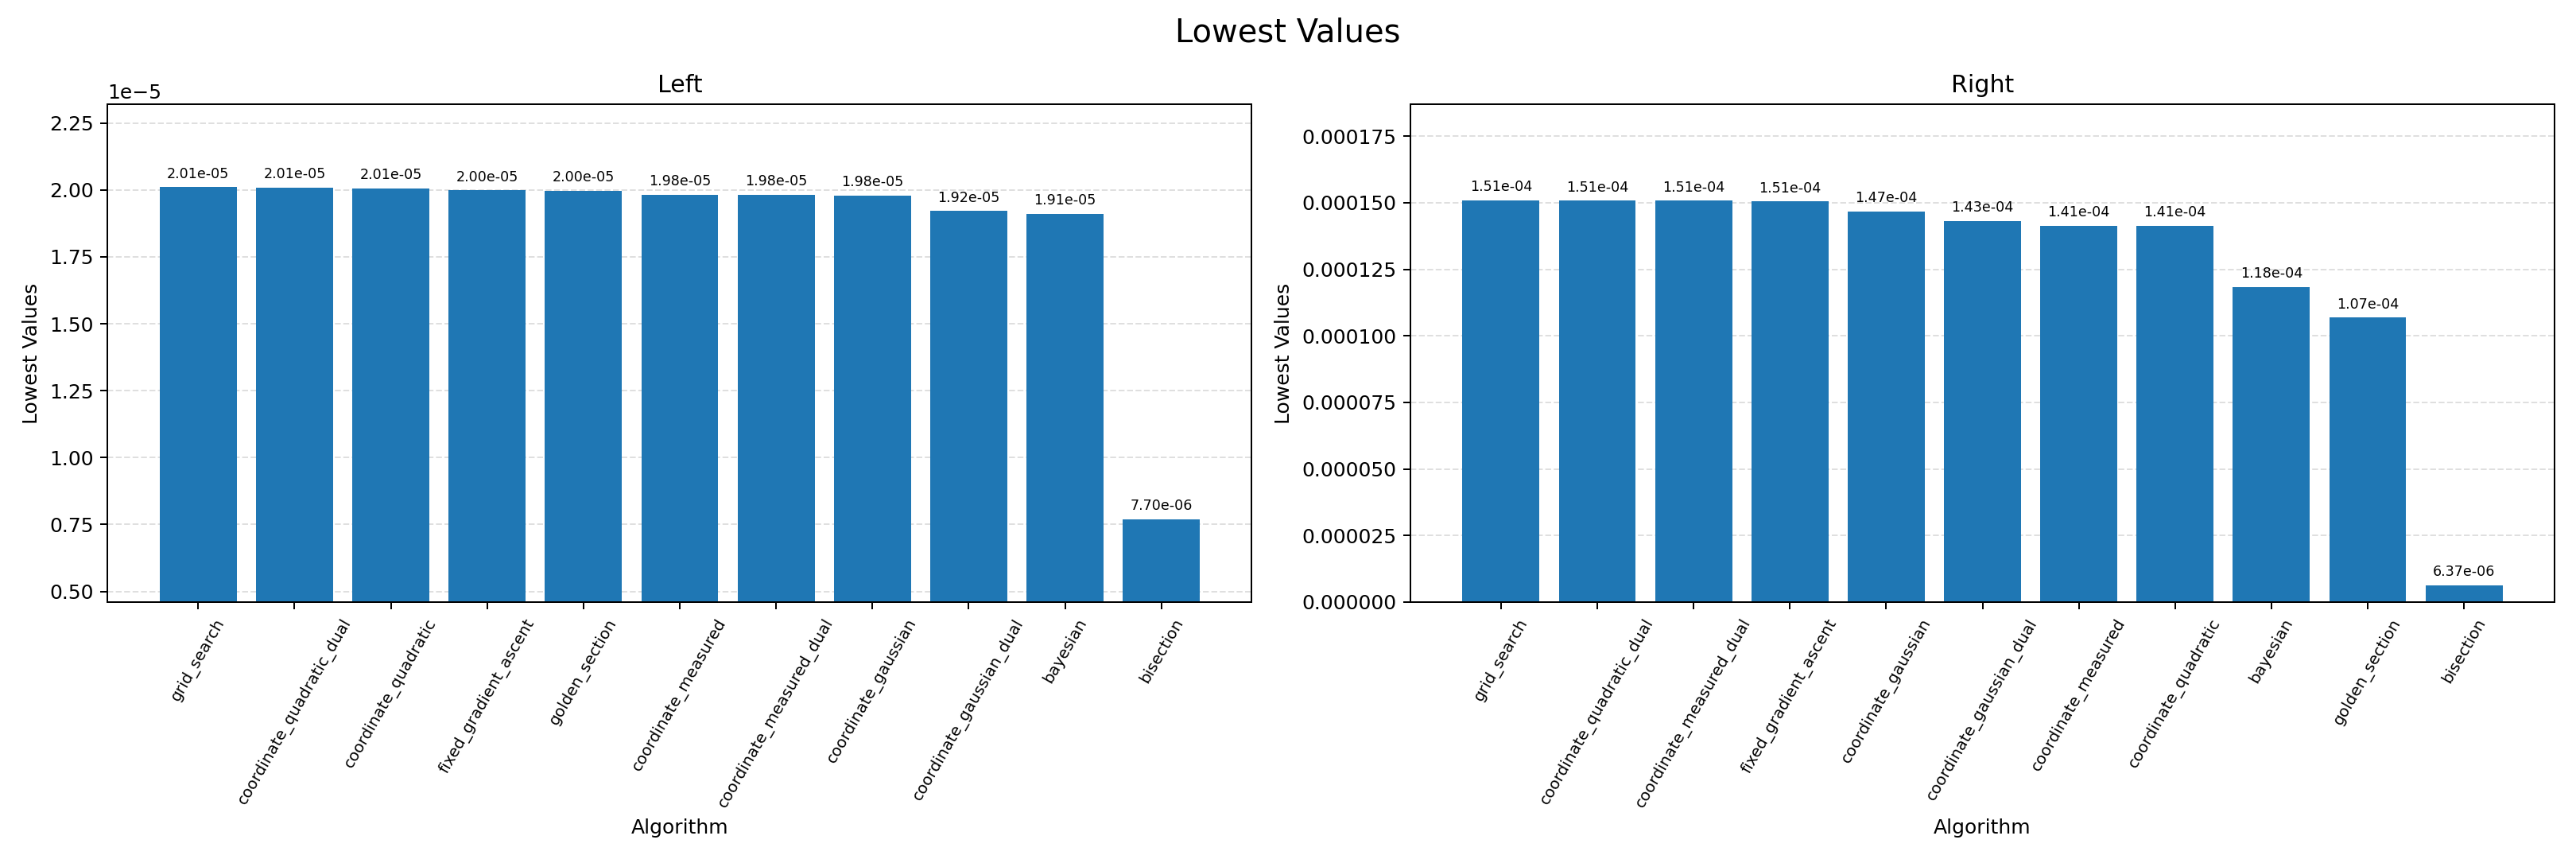 Lowest Values
Left
1e−5
Lowest Values
2.25
2.00
1.75
1.50
1.25
1.00
0.75
0.50
2.01e-05
2.01e-05
2.01e-05
2.00e-05
2.00e-05
1.98e-05
1.98e-05
1.98e-05
1.92e-05
1.91e-05
7.70e-06
grid_search
coordinate_quadratic_dual
coordinate_quadratic
fixed_gradient_ascent
golden_section
coordinate_measured
coordinate_measured_dual
coordinate_gaussian
coordinate_gaussian_dual
bayesian
bisection
Algorithm
Right
Lowest Values
0.000175
0.000150
0.000125
0.000100
0.000075
0.000050
0.000025
0.000000
1.51e-04
1.51e-04
1.51e-04
1.51e-04
1.47e-04
1.43e-04
1.41e-04
1.41e-04
1.18e-04
1.07e-04
6.37e-06
grid_search
coordinate_quadratic_dual
coordinate_measured_dual
fixed_gradient_ascent
coordinate_gaussian
coordinate_gaussian_dual
coordinate_measured
coordinate_quadratic
bayesian
golden_section
bisection
Algorithm